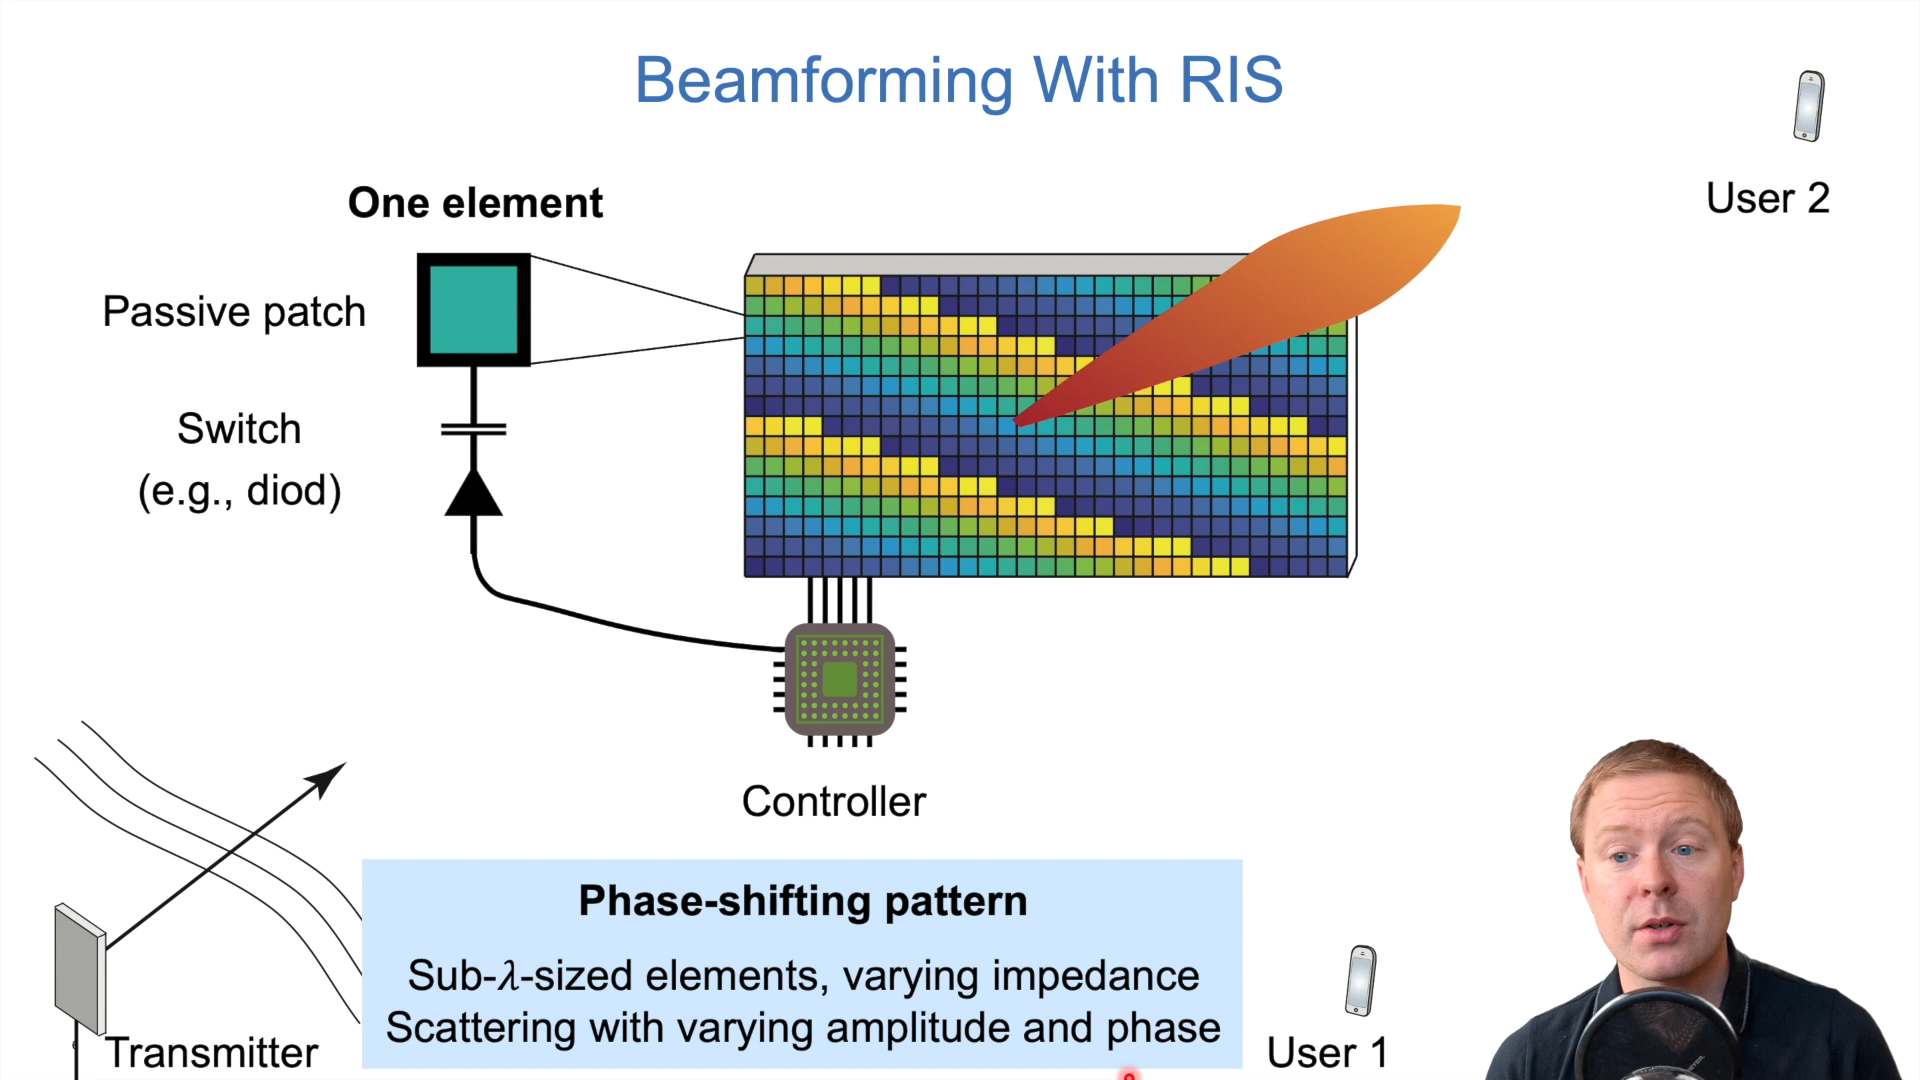 Beamforming With RIS
User 2
One element
Passive patch
Switch
(e.g., diod)
Controller
Phase-shifting pattern
Sub-λ-sized elements, varying impedance
Scattering with varying amplitude and phase
Transmitter
User 1